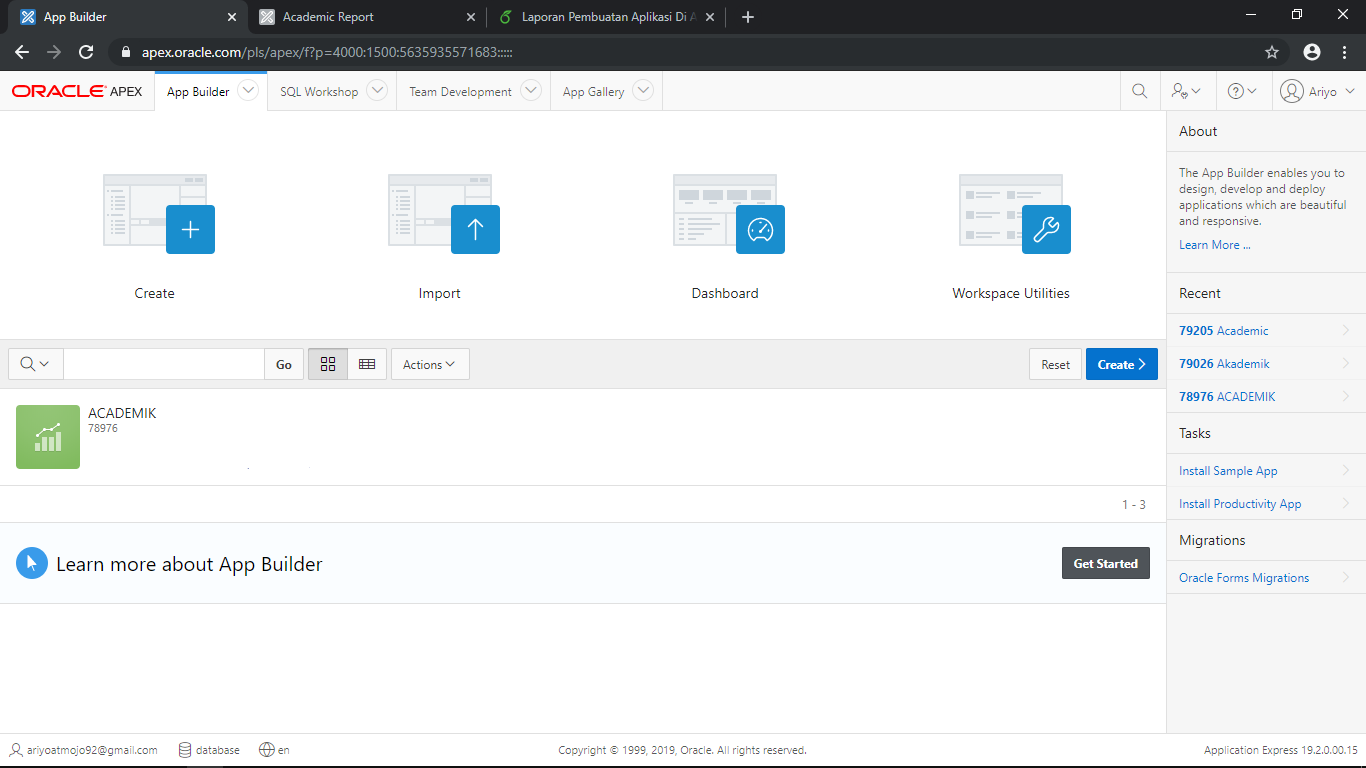 App Builder
Academic Report
Laporan Pembuatan Aplikasi Di A
apex.oracle.com/pls/apex/f?p=4000:1500:5635935571683:::::
ORACLE APEX
App Builder
SQL Workshop
Team Development
App Gallery
Ariyo
Create
Import
Dashboard
Workspace Utilities
Go
Actions
Reset
Create
ACADEMIK
78976
1 - 3
Learn more about App Builder
Get Started
About
The App Builder enables you to
design, develop and deploy
applications which are beautiful
and responsive.
Learn More ...
Recent
79205 Academic
79026 Akademik
78976 ACADEMIK
Tasks
Install Sample App
Install Productivity App
Migrations
Oracle Forms Migrations
ariyoatmojo92@gmail.com
database
en
Copyright © 1999, 2019, Oracle. All rights reserved.
Application Express 19.2.0.00.15